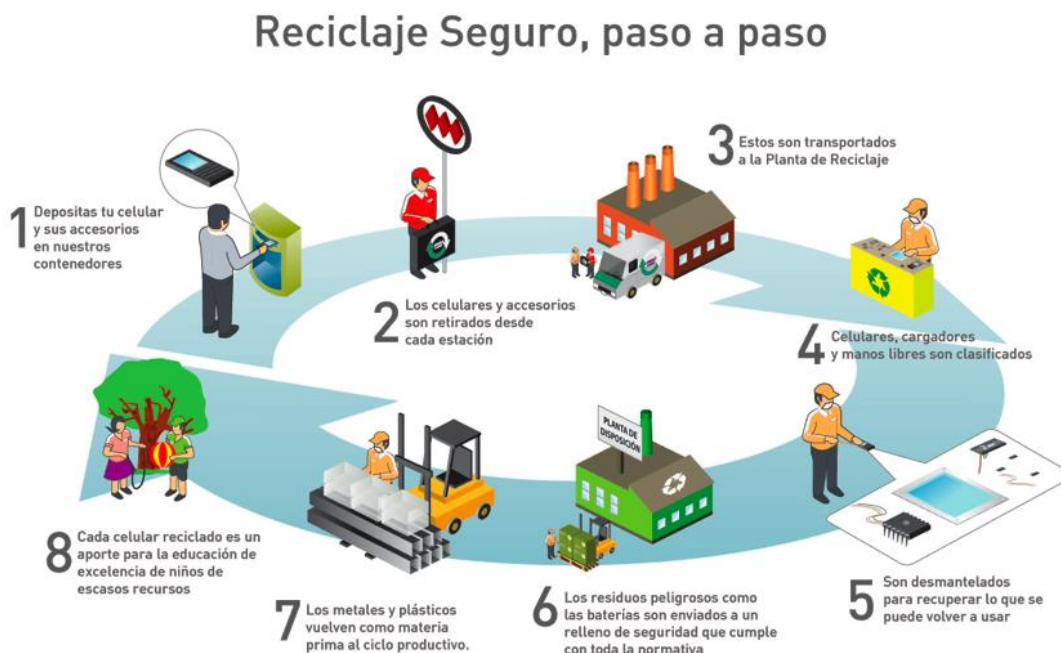 Reciclaje Seguro, paso a paso
1 Depositas tu celular
y sus accesorios
en nuestros
contenedores
2 Los celulares y accesorios
son retirados desde
cada estación
3 Estos son transportados
a la Planta de Reciclaje
4 Celulares, cargadores
y manos libres son clasificados
5 Son desmantelados
para recuperar lo que se
puede volver a usar
PLANTA DE
DISPOSICIÓN
6 Los residuos peligrosos como
las baterías son enviados a un
relleno de seguridad que cumple
con toda la normativa
7 Los metales y plásticos
vuelven como materia
prima al ciclo productivo.
8 Cada celular reciclado es un
aporte para la educación de
excelencia de niños de
escasos recursos